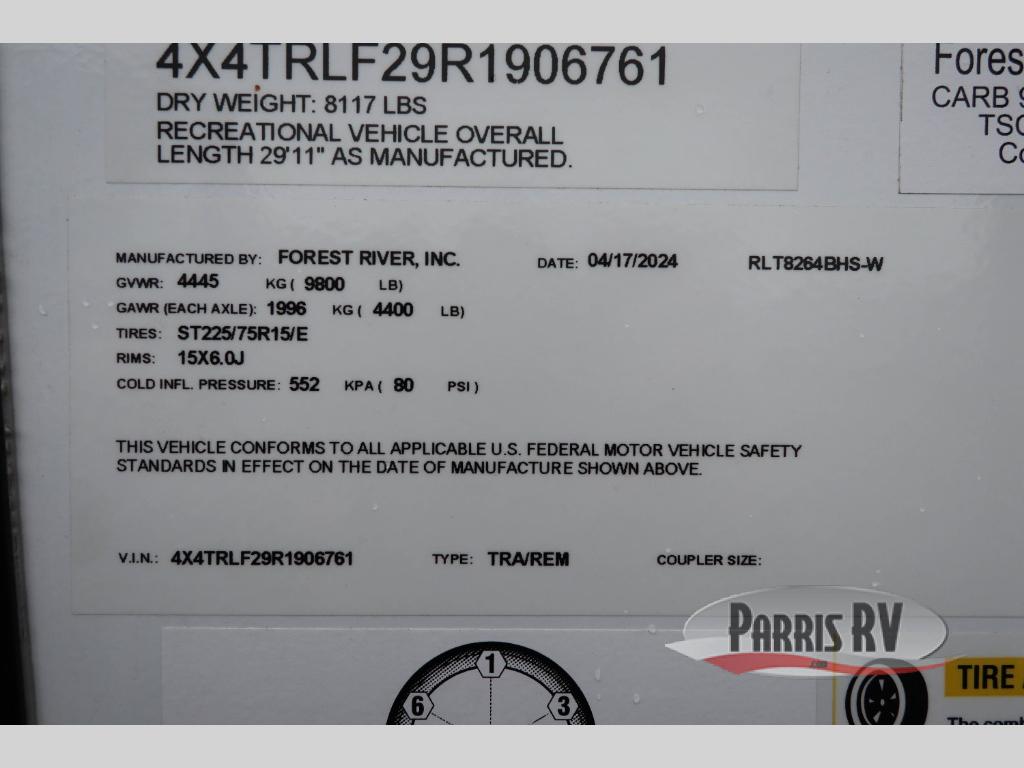 4X4TRLF29R1906761
DRY WEIGHT: 8117 LBS
RECREATIONAL VEHICLE OVERALL
LENGTH 29'11" AS MANUFACTURED.
Fores
CARB 9
TSC
Co
MANUFACTURED BY: FOREST RIVER, INC. DATE: 04/17/2024 RLT8264BHS-W
GVWR: 4445 KG ( 9800 LB)
GAWR (EACH AXLE): 1996 KG ( 4400 LB)
TIRES: ST225/75R15/E
RIMS: 15X6.0J
COLD INFL. PRESSURE: 552 KPA ( 80 PSI )
THIS VEHICLE CONFORMS TO ALL APPLICABLE U.S. FEDERAL MOTOR VEHICLE SAFETY
STANDARDS IN EFFECT ON THE DATE OF MANUFACTURE SHOWN ABOVE.
V.I.N.: 4X4TRLF29R1906761 TYPE: TRA/REM COUPLER SIZE:
PARRIS RV
.com
1
6 3
TIRE
The comb